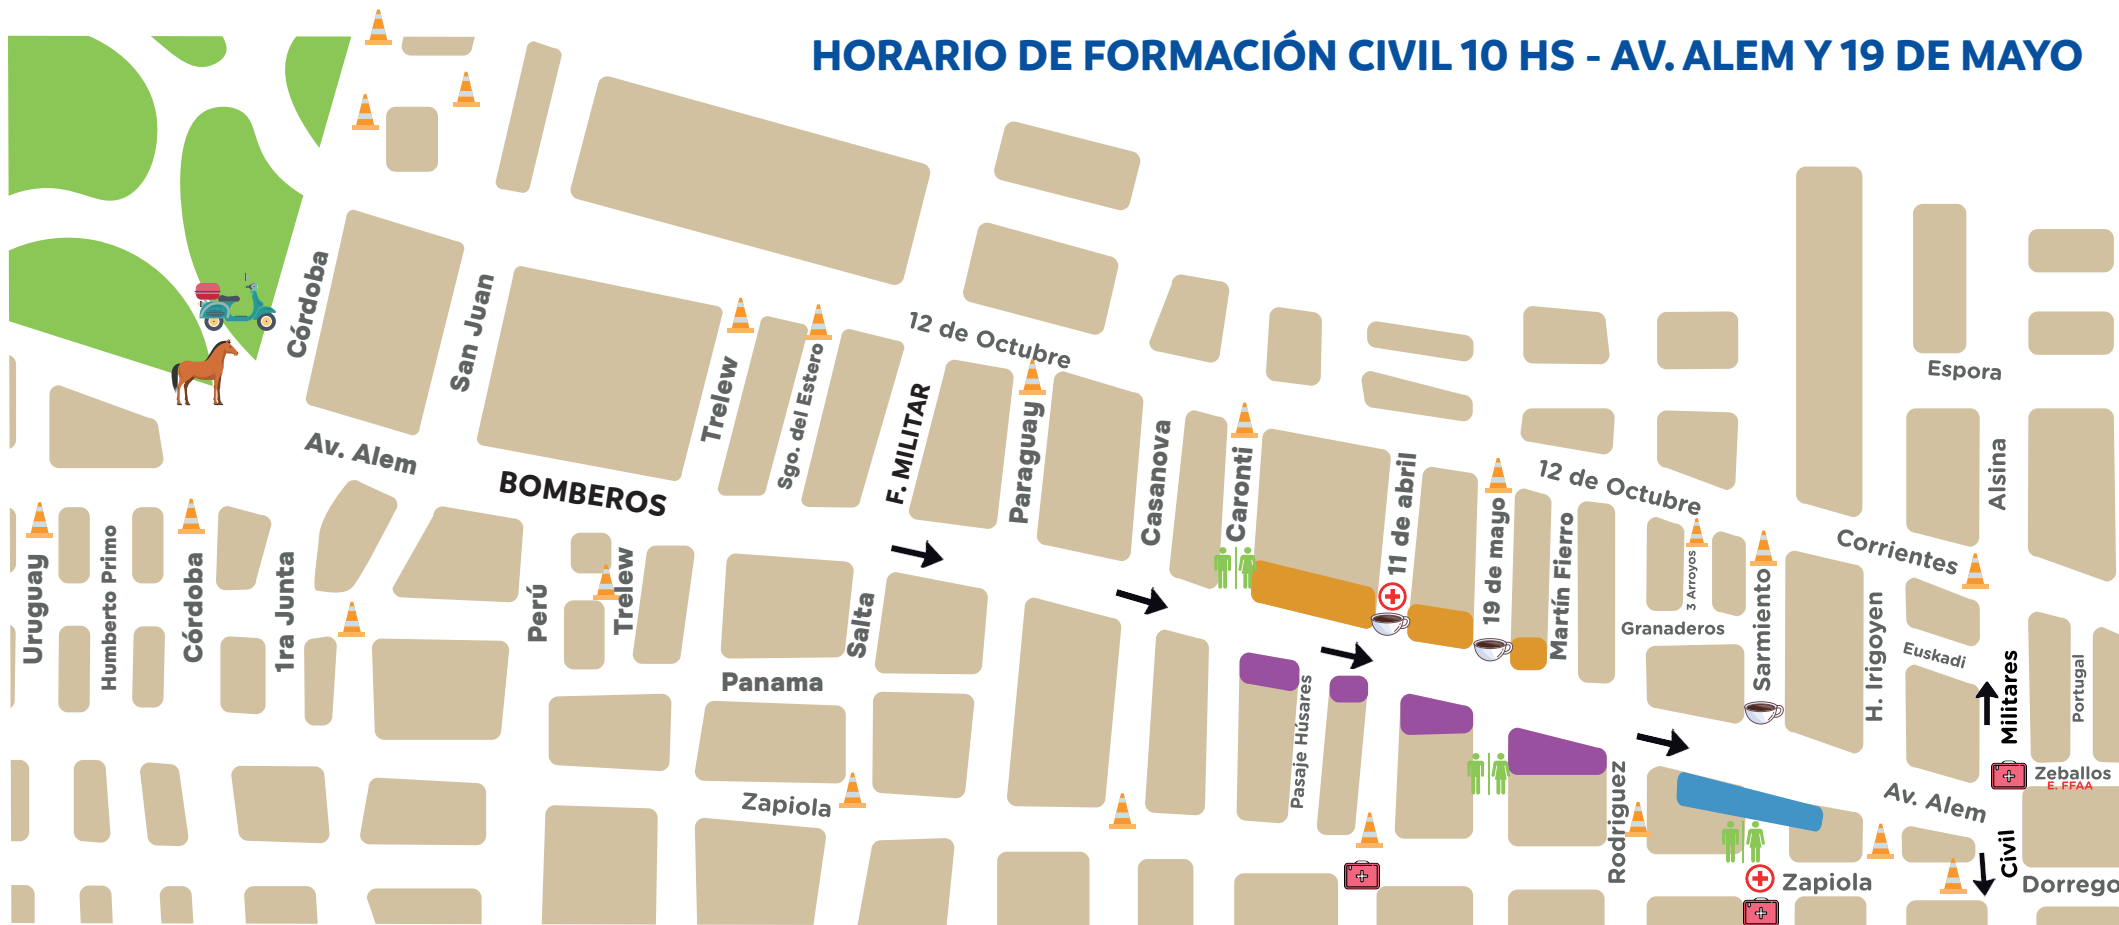 HORARIO DE FORMACIÓN CIVIL 10 HS - AV. ALEM Y 19 DE MAYO
Córdoba
San Juan
12 de Octubre
Trelew
Sgo. del Estero
F. MILITAR
Paraguay
Casanova
Caronti
11 de abril
19 de mayo
12 de Octubre
Martín Fierro
3 Arroyos
Granaderos
Sarmiento
Corrientes
Espora
Alsina
H. Irigoyen
Euskadi
Militares
Portugal
Av. Alem
BOMBEROS
Uruguay
Humberto Primo
Córdoba
1ra Junta
Perú
Trelew
Salta
Panama
Zapiola
Pasaje Húsares
Rodriguez
Zeballos
E. FFAA
Av. Alem
Civil
Zapiola
Dorrego